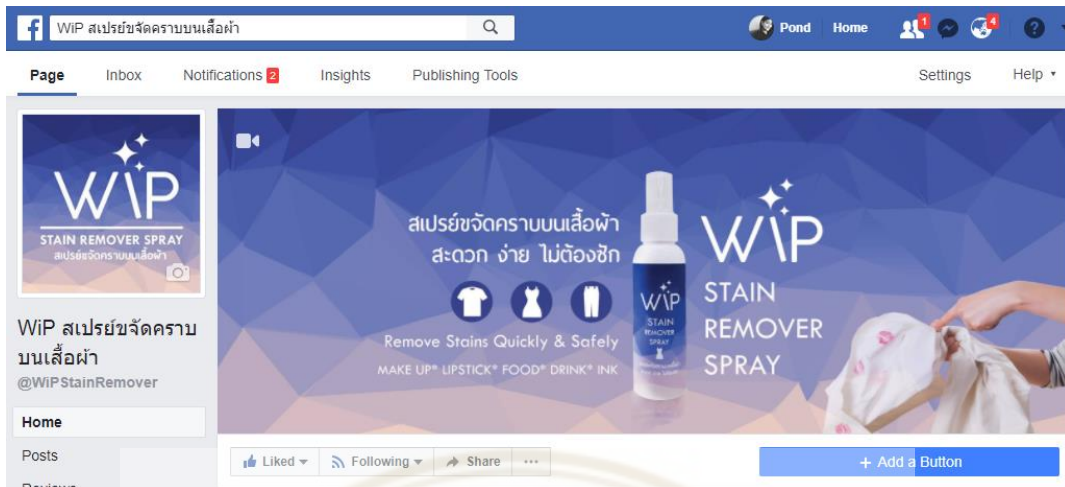 WiP สเปรย์ขจัดคราบบนเสื้อผ้า
Pond Home 1 4
Page Inbox Notifications 2 Insights Publishing Tools Settings Help
WiP
STAIN REMOVER SPRAY
สเปรย์ขจัดคราบบนเสื้อผ้า
WiP สเปรย์ขจัดคราบ
บนเสื้อผ้า
@WiPStainRemover
Home
Posts
Reviews
สเปรย์ขจัดคราบบนเสื้อผ้า
สะดวก ง่าย ไม่ต้องซัก
Remove Stains Quickly & Safely
MAKE UP* LIPSTICK* FOOD* DRINK* INK
WiP
STAIN
REMOVER
SPRAY
WiP
STAIN
REMOVER
SPRAY
Liked Following Share ...
+ Add a Button